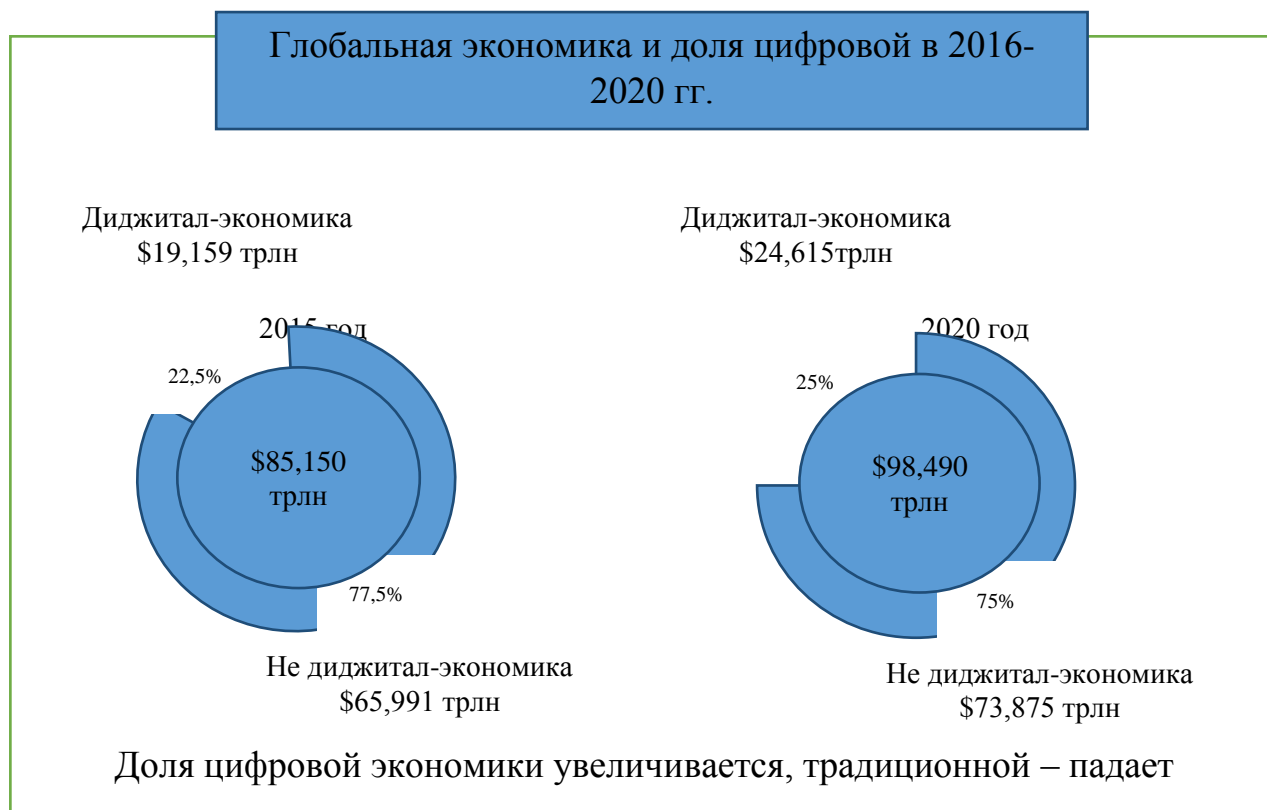 Глобальная экономика и доля цифровой в 2016-
2020 гг.
Диджитал-экономика
$19,159 трлн
Диджитал-экономика
$24,615трлн
2015 год
2020 год
22,5%
25%
$85,150
трлн
$98,490
трлн
77,5%
75%
Не диджитал-экономика
$65,991 трлн
Не диджитал-экономика
$73,875 трлн
Доля цифровой экономики увеличивается, традиционной – падает